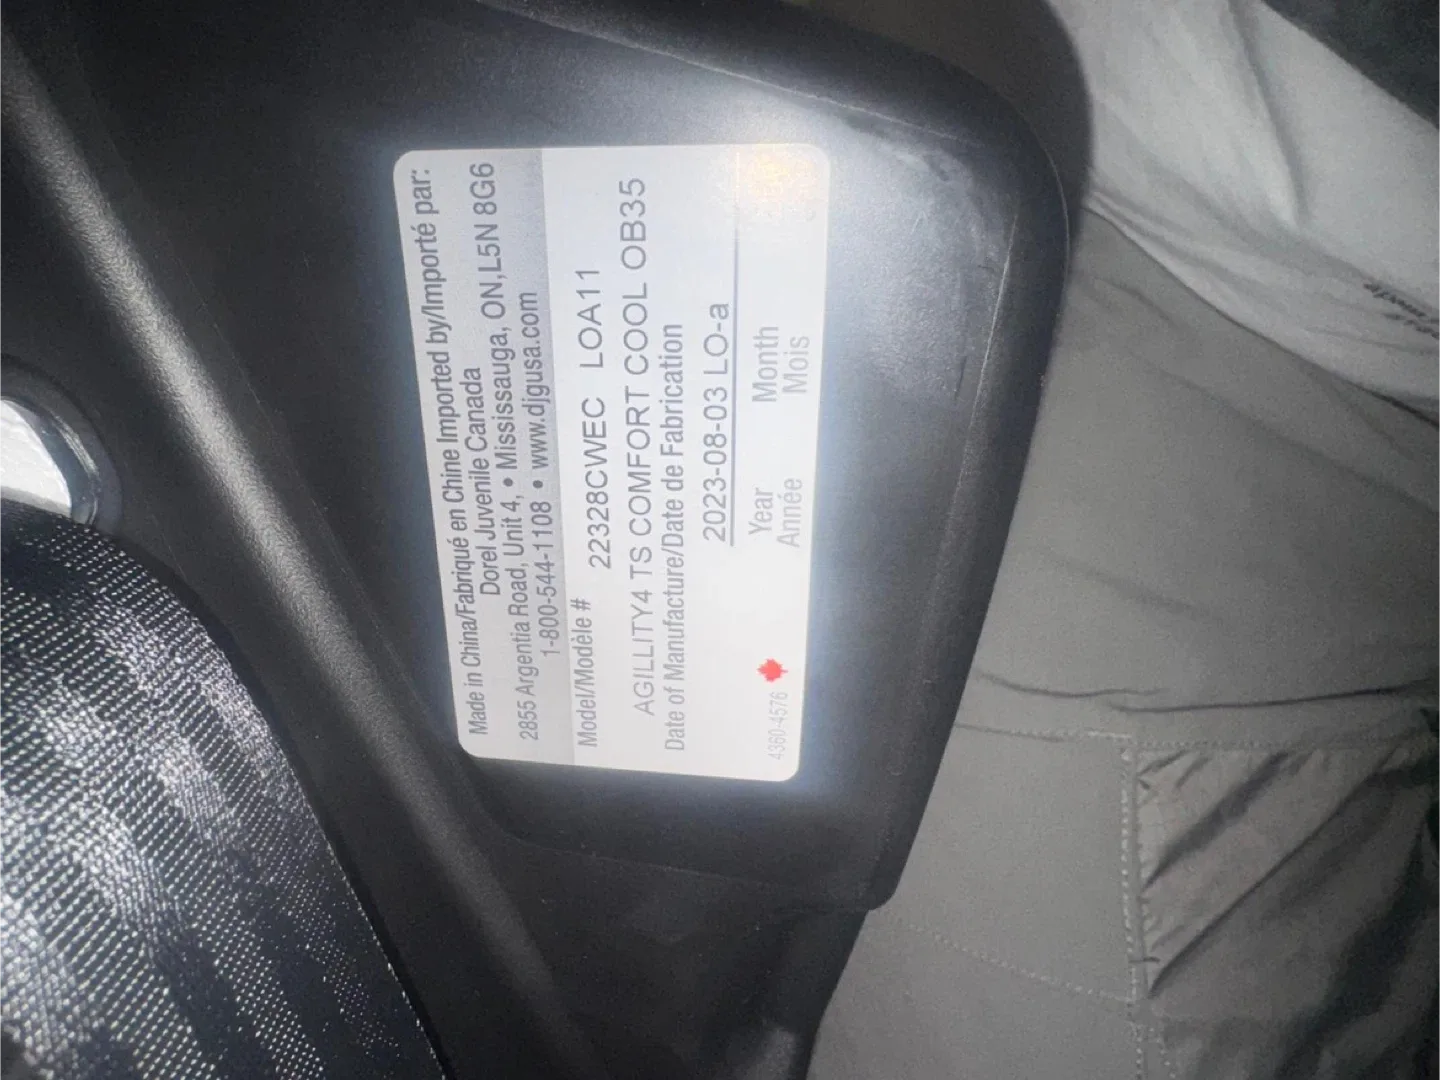 Made in China/Fabriqué en Chine Imported by/Importé par:
Dorel Juvenile Canada
2855 Argentia Road, Unit 4, • Mississauga, ON,L5N 8G6
1-800-544-1108 • www.djgusa.com
Model/Modèle # 22328CWEC LOA11
AGILLITY4 TS COMFORT COOL OB35
Date of Manufacture/Date de Fabrication
2023-08-03 LO-a
Year Month
Année Mois
4360-4576